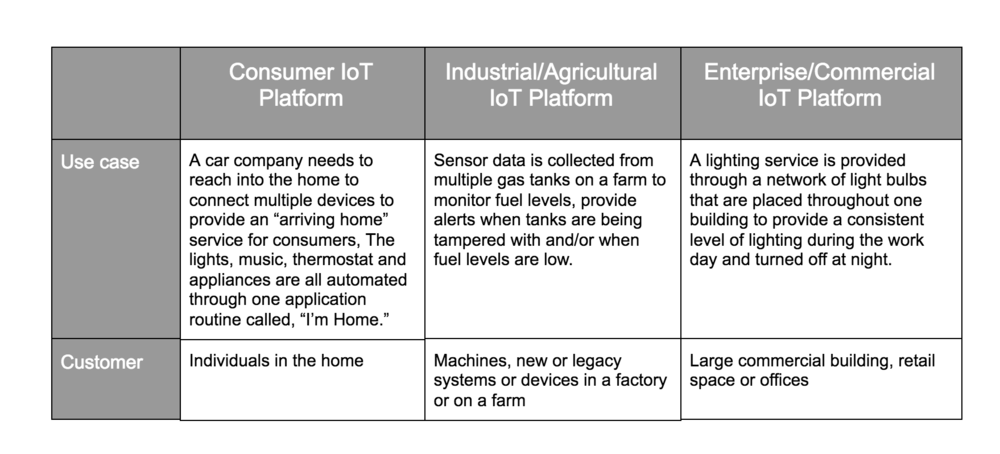 Consumer IoT
Platform
Industrial/Agricultural
IoT Platform
Enterprise/Commercial
IoT Platform
Use case
A car company needs to
reach into the home to
connect multiple devices to
provide an “arriving home”
service for consumers, The
lights, music, thermostat and
appliances are all automated
through one application
routine called, “I’m Home.”
Sensor data is collected from
multiple gas tanks on a farm to
monitor fuel levels, provide
alerts when tanks are being
tampered with and/or when
fuel levels are low.
A lighting service is provided
through a network of light bulbs
that are placed throughout one
building to provide a consistent
level of lighting during the work
day and turned off at night.
Customer
Individuals in the home
Machines, new or legacy
systems or devices in a factory
or on a farm
Large commercial building, retail
space or offices